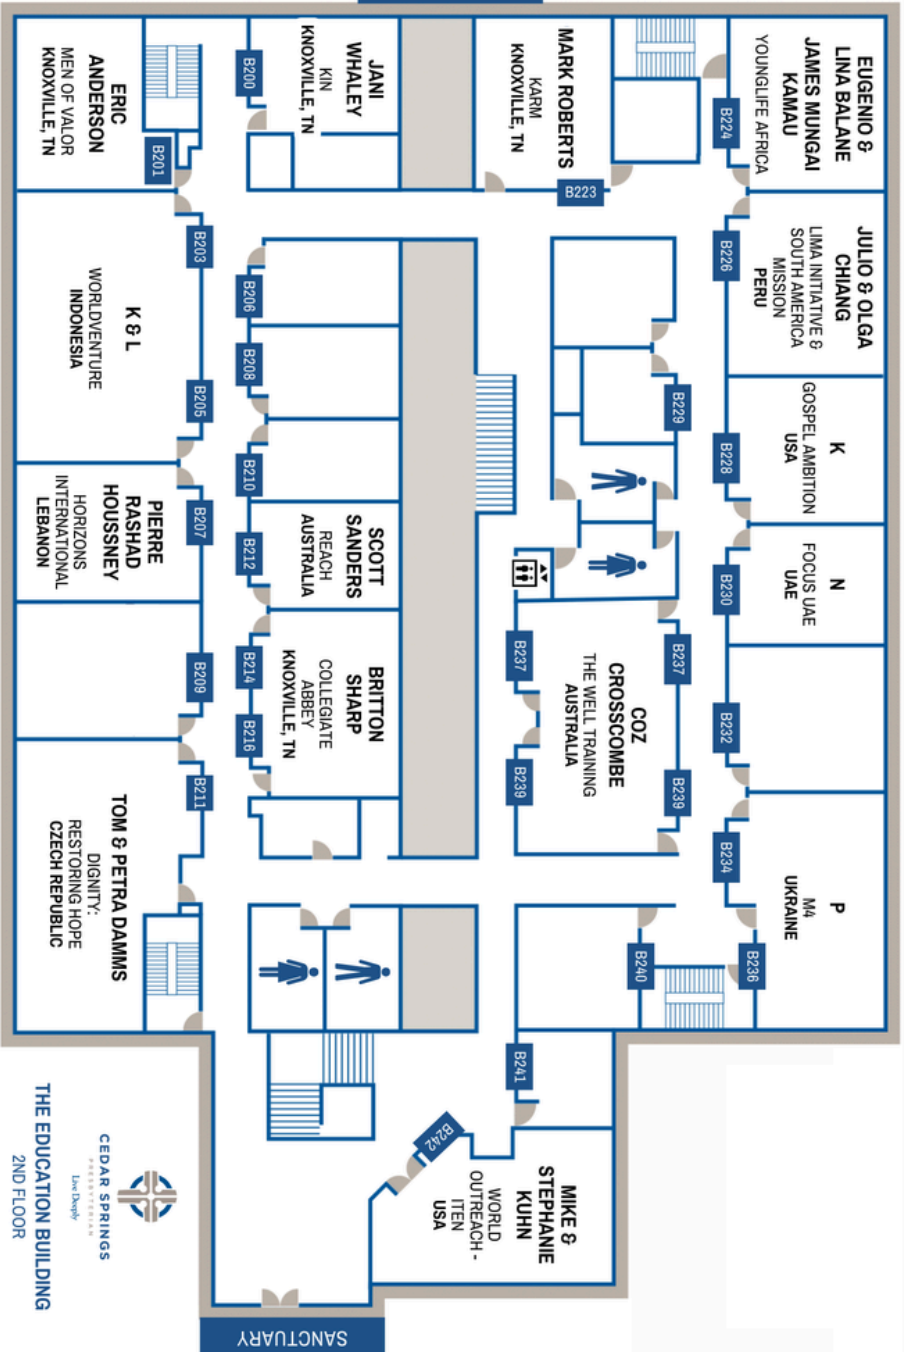 EUGENIO &
LINA BALANE
JAMES MUNGAI
KAMAU
YOUNGLIFE AFRICA
JULIO & OLGA
CHIANG
LIMA INITIATIVE &
SOUTH AMERICA
MISSION
PERU
K
GOSPEL AMBITION
USA
N
FOCUS UAE
UAE
P
M4
UKRAINE
B224
B226
B228
B230
B232
B234
B236
B229
B237
B239
B240
MARK ROBERTS
KARM
KNOXVILLE, TN
B223
COZ
CROSSCOMBE
THE WELL TRAINING
AUSTRALIA
B237
B239
B241
MIKE &
STEPHANIE
KUHN
WORLD
OUTREACH -
ITEN
USA
B242
JANI
WHALEY
KIN
KNOXVILLE, TN
SCOTT
SANDERS
REACH
AUSTRALIA
BRITTON
SHARP
COLLEGIATE
ABBEY
KNOXVILLE, TN
SANCTUARY
B200
B206
B208
B210
B212
B214
B216
B201
B203
B205
B207
B209
B211
ERIC
ANDERSON
MEN OF VALOR
KNOXVILLE, TN
K & L
WORLDVENTURE
INDONESIA
PIERRE
RASHAD
HOUSSNEY
HORIZONS
INTERNATIONAL
LEBANON
TOM & PETRA DAMMS
DIGNITY:
RESTORING HOPE
CZECH REPUBLIC
CEDAR SPRINGS
PRESBYTERIAN
Live Deeply
THE EDUCATION BUILDING
2ND FLOOR